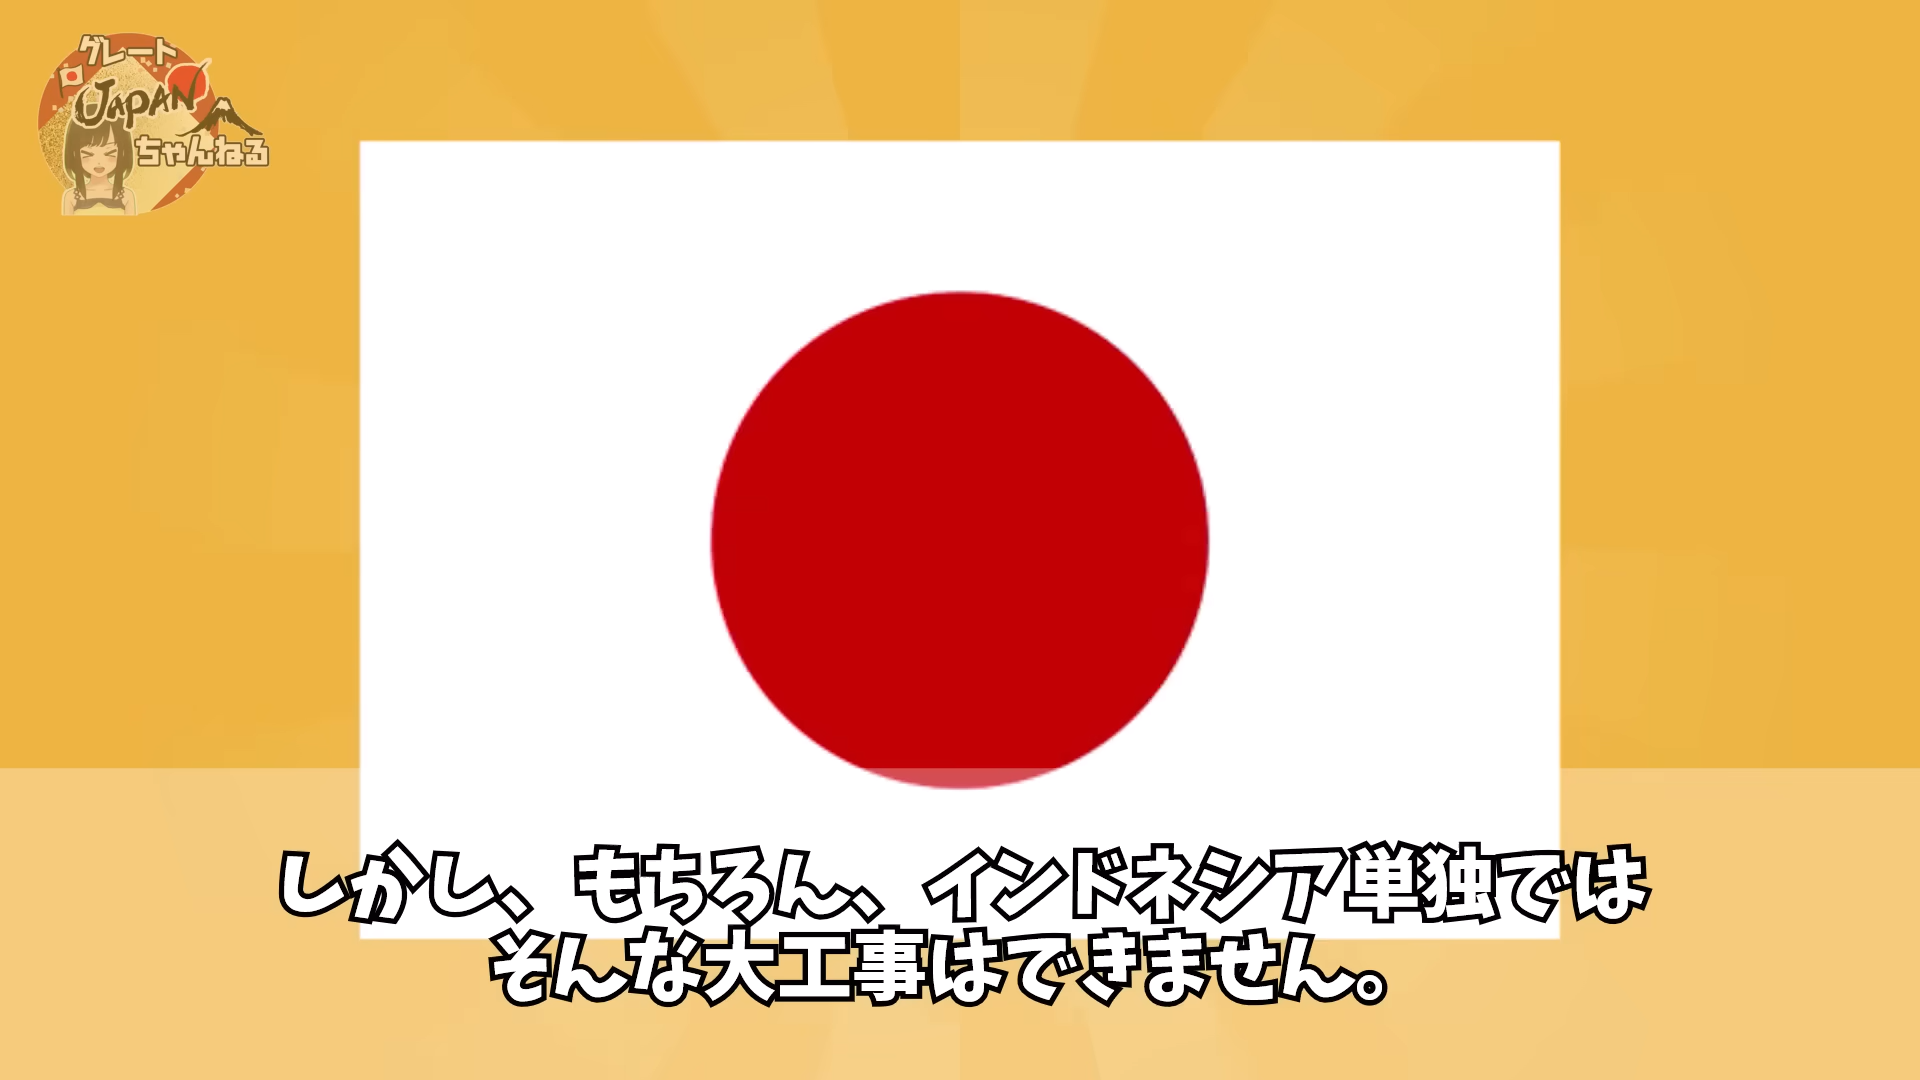 グレート
JAPAN
ちゃんねる
しかし、もちろん、インドネシア単独では
そんな大工事はできません。